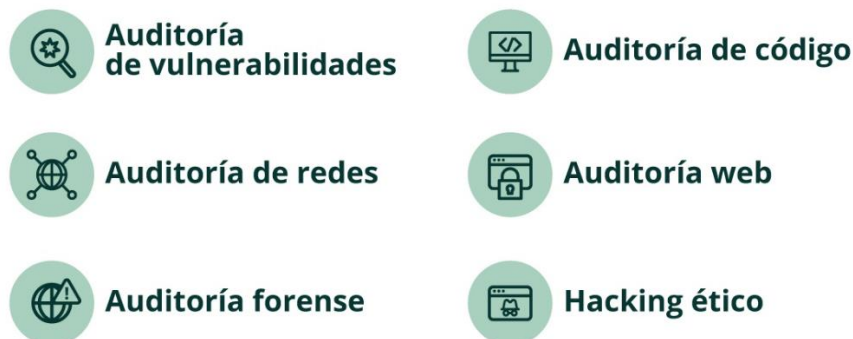 Auditoría
de vulnerabilidades
Auditoría de código
Auditoría de redes
Auditoría web
Auditoría forense
Hacking ético